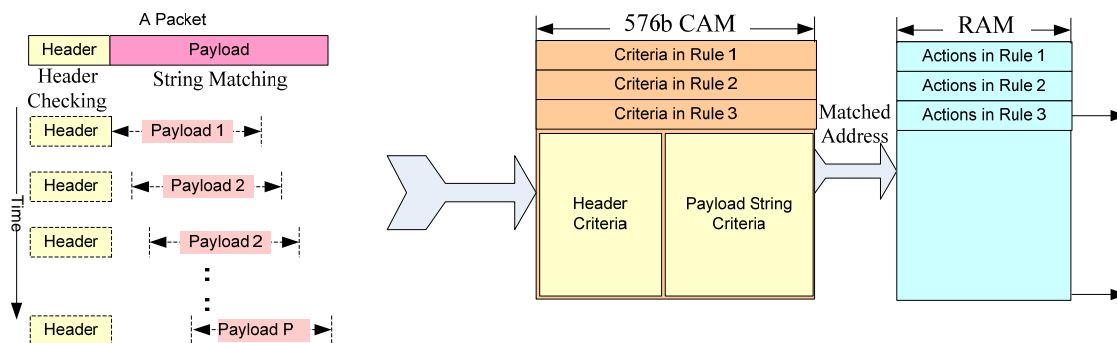 A Packet
Header
Payload
Header
Checking
String Matching
Header
Payload 1
Header
Payload 2
Header
Payload 2
Header
Payload P
Time
576b CAM
Criteria in Rule 1
Criteria in Rule 2
Criteria in Rule 3
Header
Criteria
Payload String
Criteria
Matched
Address
RAM
Actions in Rule 1
Actions in Rule 2
Actions in Rule 3